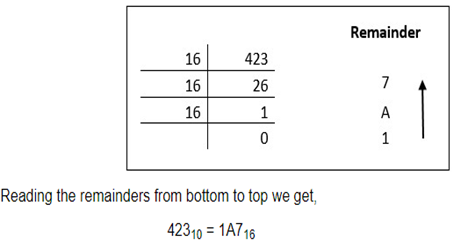 Remainder
16 423
16 26 7
16 1 A
0 1
Reading the remainders from bottom to top we get,
423₁₀ = 1A7₁₆